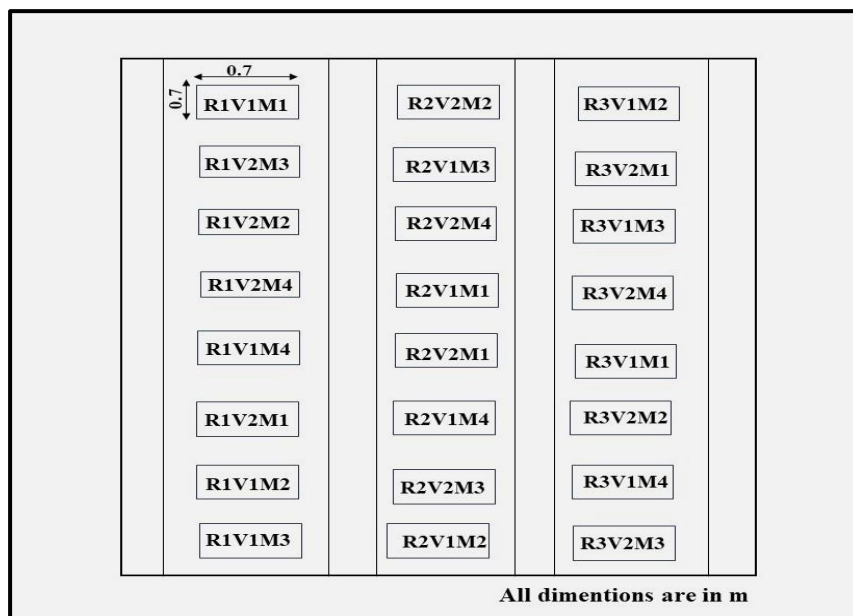 0.7
0.7
R1V1M1 R2V2M2 R3V1M2
R1V2M3 R2V1M3 R3V2M1
R1V2M2 R2V2M4 R3V1M3
R1V2M4 R2V1M1 R3V2M4
R1V1M4 R2V2M1 R3V1M1
R1V2M1 R2V1M4 R3V2M2
R1V1M2 R2V2M3 R3V1M4
R1V1M3 R2V1M2 R3V2M3
All dimentions are in m